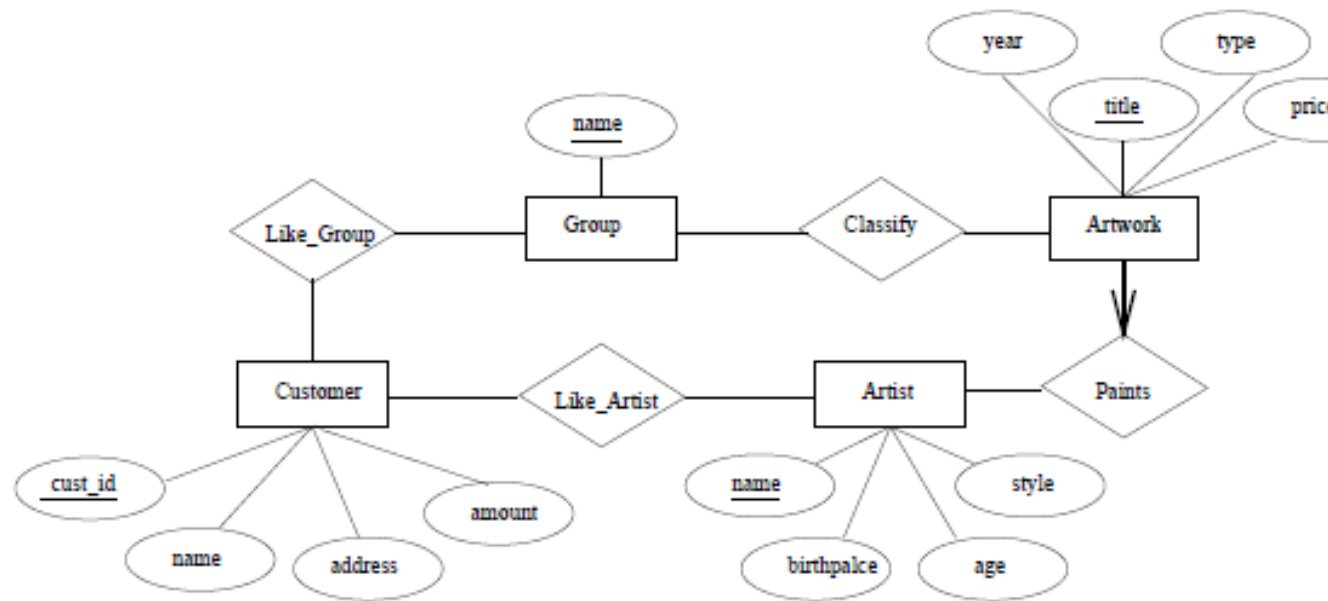 year
type
name
title
price
Like_Group
Group
Classify
Artwork
Customer
Like_Artist
Artist
Paints
cust_id
amount
name
style
name
address
birthpalce
age